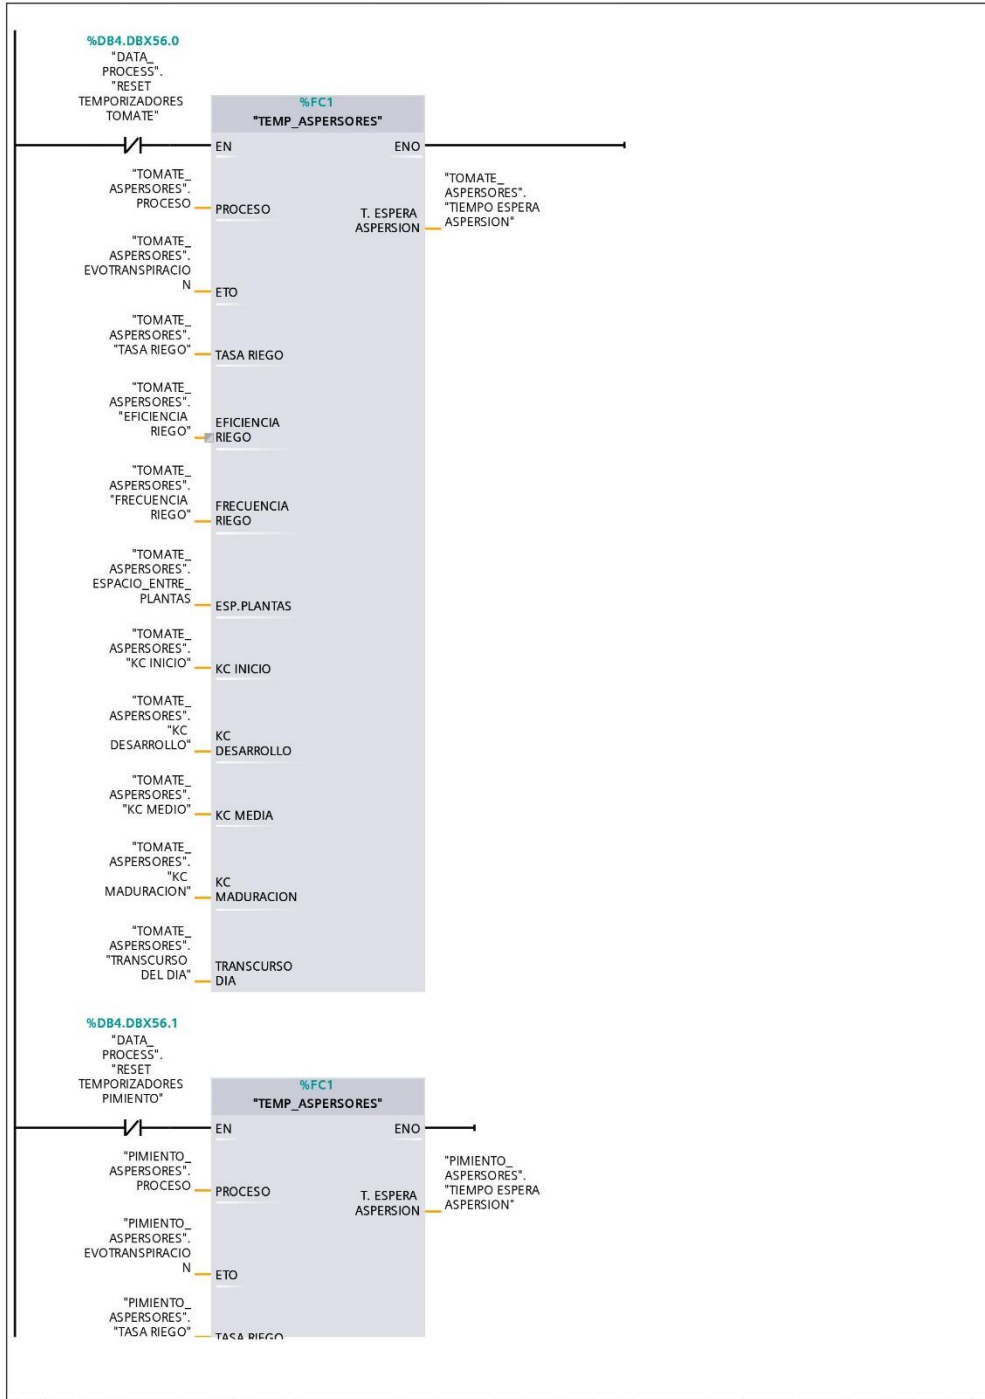 %DB4.DBX56.0
"DATA_
PROCESS".
"RESET
TEMPORIZADORES
TOMATE"
%FC1
"TEMP_ASPERSORES"
EN
ENO
"TOMATE_
ASPERSORES".
PROCESO
PROCESO
T. ESPERA
ASPERSION
"TOMATE_
ASPERSORES".
"TIEMPO ESPERA
ASPERSION"
"TOMATE_
ASPERSORES".
EVOTRANSPIRACIO
N
ETO
"TOMATE_
ASPERSORES".
"TASA RIEGO"
TASA RIEGO
"TOMATE_
ASPERSORES".
"EFICIENCIA
RIEGO"
EFICIENCIA
RIEGO
"TOMATE_
ASPERSORES".
"FRECUENCIA
RIEGO"
FRECUENCIA
RIEGO
"TOMATE_
ASPERSORES".
ESPACIO_ENTRE_
PLANTAS
ESP.PLANTAS
"TOMATE_
ASPERSORES".
"KC INICIO"
KC INICIO
"TOMATE_
ASPERSORES".
"KC
DESARROLLO"
KC
DESARROLLO
"TOMATE_
ASPERSORES".
"KC MEDIO"
KC MEDIA
"TOMATE_
ASPERSORES".
"KC
MADURACION"
KC
MADURACION
"TOMATE_
ASPERSORES".
"TRANSCURSO
DEL DIA"
TRANSCURSO
DIA
%DB4.DBX56.1
"DATA_
PROCESS".
"RESET
TEMPORIZADORES
PIMIENTO"
%FC1
"TEMP_ASPERSORES"
EN
ENO
"PIMIENTO_
ASPERSORES".
PROCESO
PROCESO
T. ESPERA
ASPERSION
"PIMIENTO_
ASPERSORES".
"TIEMPO ESPERA
ASPERSION"
"PIMIENTO_
ASPERSORES".
EVOTRANSPIRACIO
N
ETO
"PIMIENTO_
ASPERSORES".
"TASA RIEGO"
TASA RIEGO